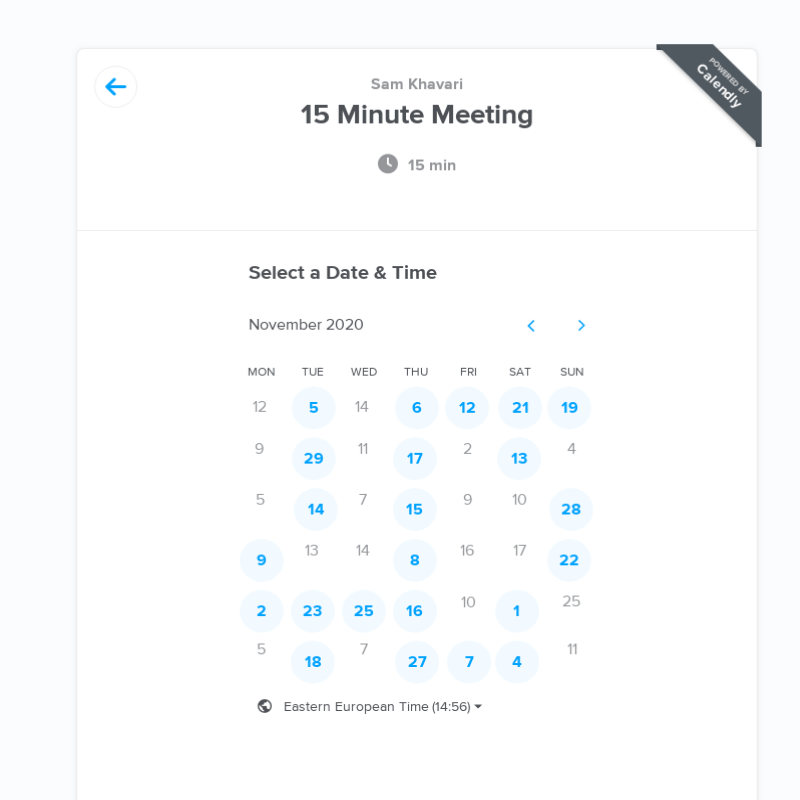 POWERED BY
Calendly
Sam Khavari
15 Minute Meeting
15 min
Select a Date & Time
November 2020
MON TUE WED THU FRI SAT SUN
12 5 14 6 12 21 19
9 29 11 17 2 13 4
5 14 7 15 9 10 28
9 13 14 8 16 17 22
2 23 25 16 10 1 25
5 18 7 27 7 4 11
Eastern European Time (14:56)